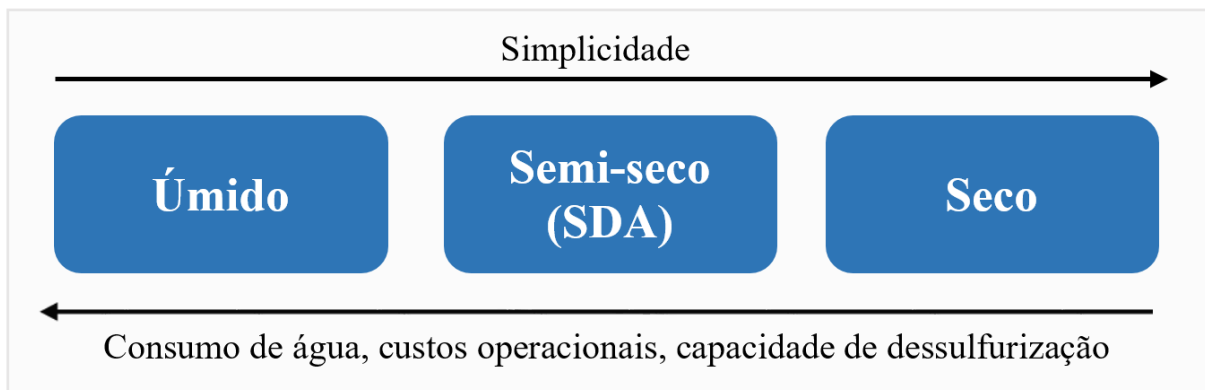 Simplicidade
Úmido
Semi-seco
(SDA)
Seco
Consumo de água, custos operacionais, capacidade de dessulfurização